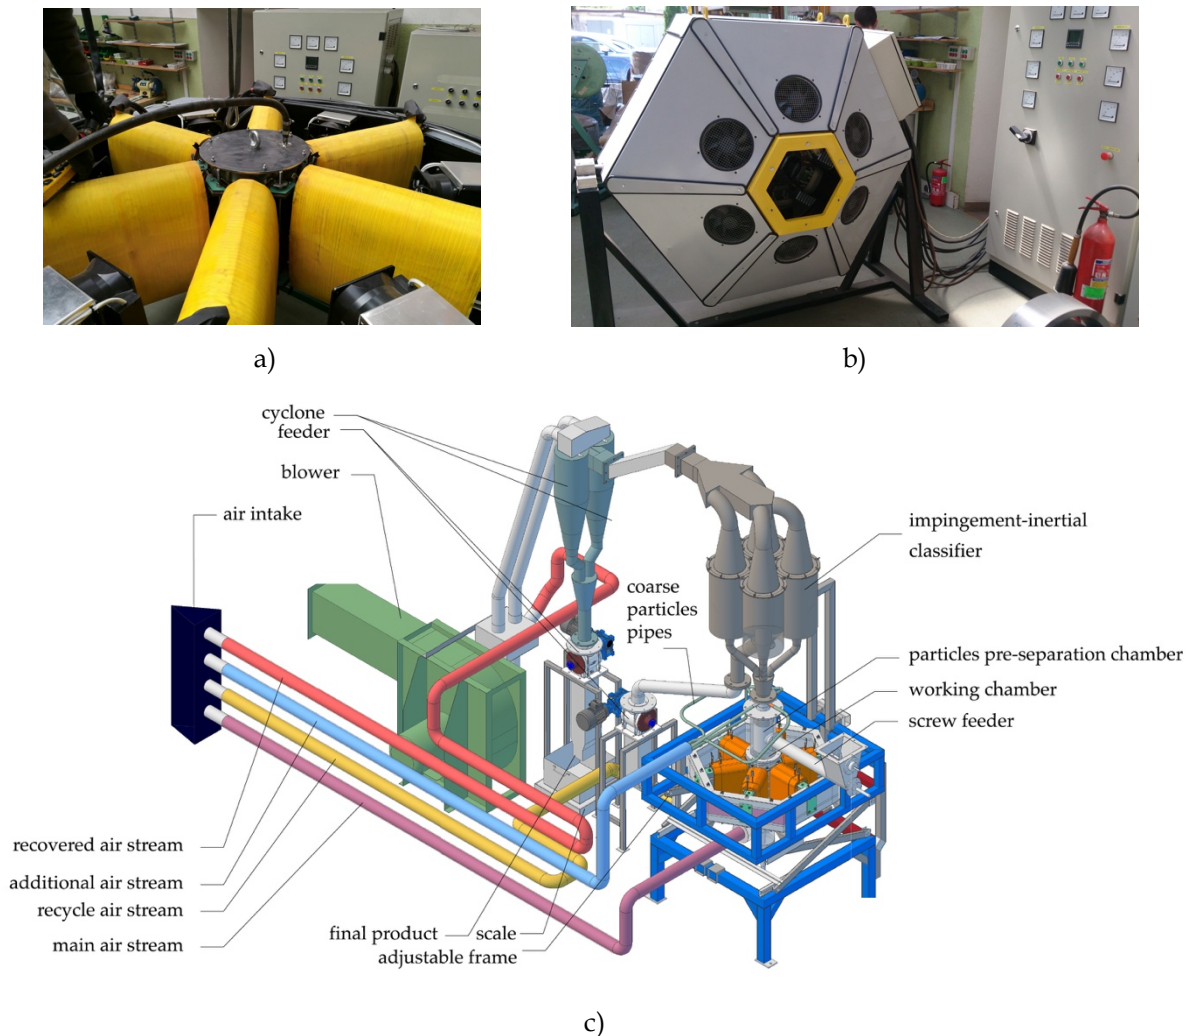 a)
b)
cyclone
feeder
blower
air intake
impingement-inertial
classifier
coarse
particles
pipes
particles pre-separation chamber
working chamber
screw feeder
recovered air stream
additional air stream
recycle air stream
main air stream
final product
scale
adjustable frame
c)